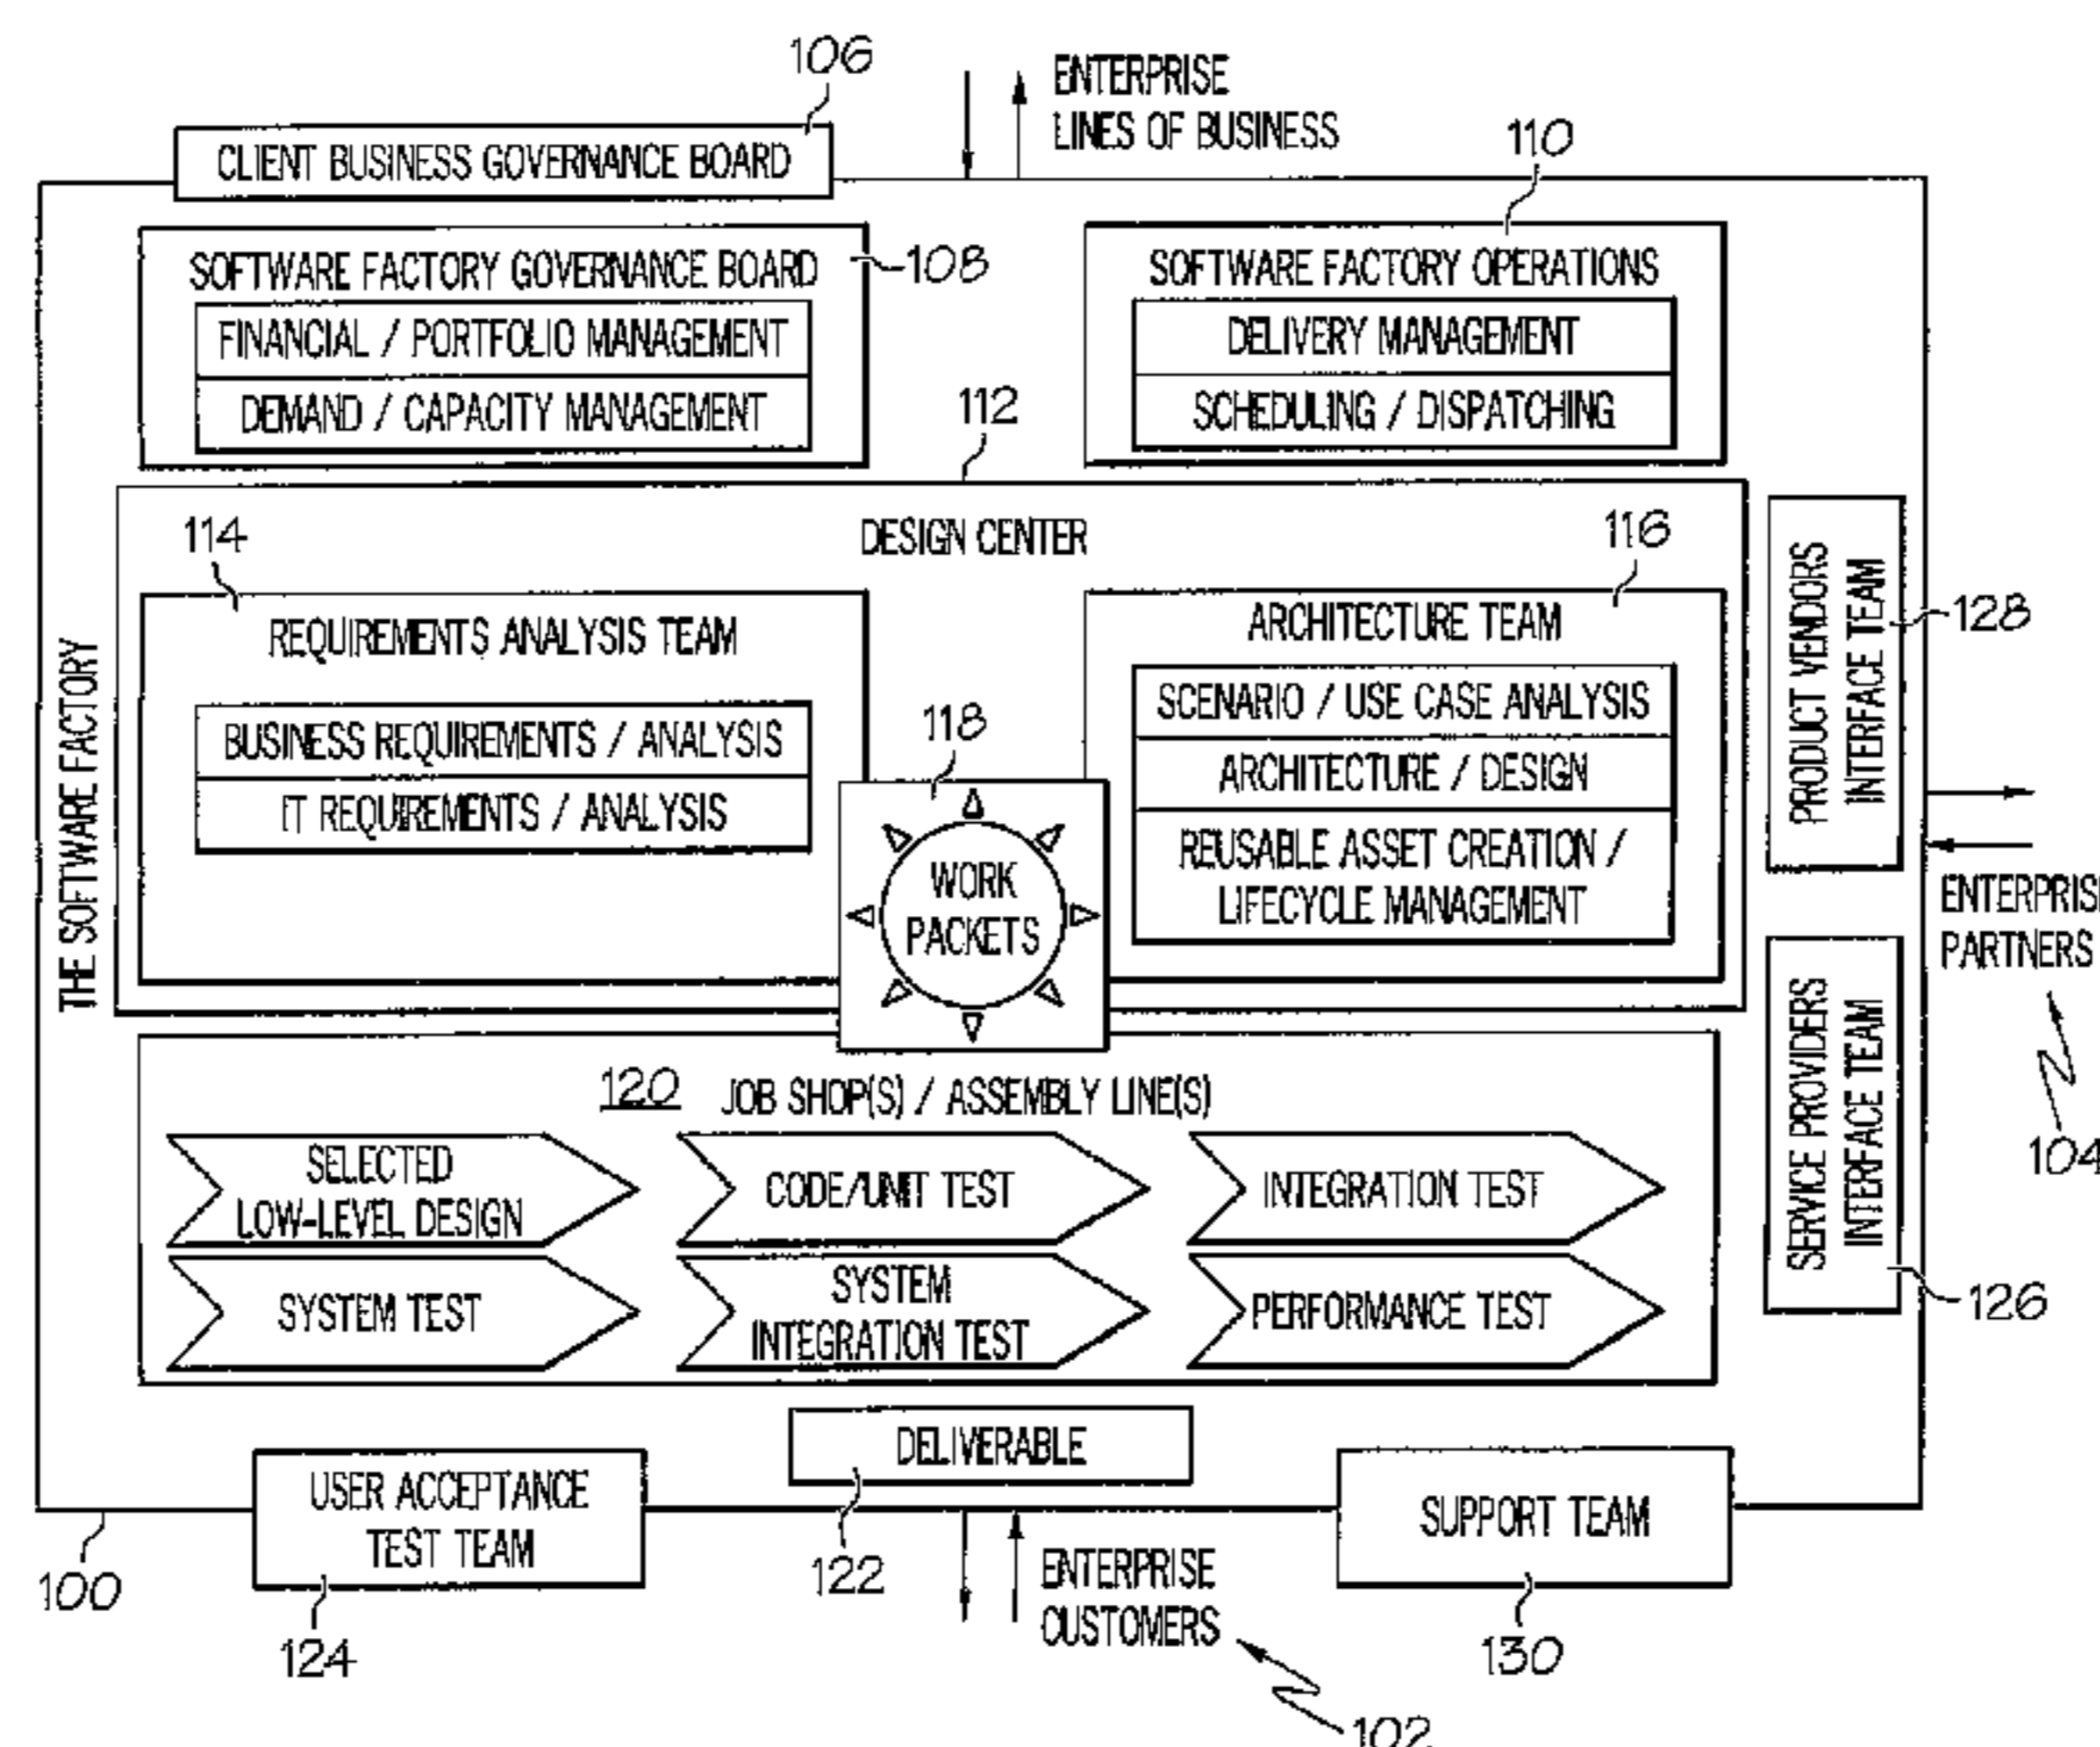 106
ENTERPRISE
LINES OF BUSINESS
CLIENT BUSINESS GOVERNANCE BOARD
110
SOFTWARE FACTORY GOVERNANCE BOARD
108
FINANCIAL / PORTFOLIO MANAGEMENT
DEMAND / CAPACITY MANAGEMENT
SOFTWARE FACTORY OPERATIONS
DELIVERY MANAGEMENT
SCHEDULING / DISPATCHING
112
DESIGN CENTER
114
REQUIREMENTS ANALYSIS TEAM
BUSINESS REQUIREMENTS / ANALYSIS
IT REQUIREMENTS / ANALYSIS
116
ARCHITECTURE TEAM
SCENARIO / USE CASE ANALYSIS
ARCHITECTURE / DESIGN
REUSABLE ASSET CREATION /
LIFECYCLE MANAGEMENT
118
WORK
PACKETS
THE SOFTWARE FACTORY
PRODUCT VENDORS
INTERFACE TEAM
128
ENTERPRIS
PARTNERS
104
SERVICE PROVIDERS
INTERFACE TEAM
126
120
JOB SHOP(S) / ASSEMBLY LINE(S)
SELECTED
LOW-LEVEL DESIGN
CODE/UNIT TEST
INTEGRATION TEST
SYSTEM TEST
SYSTEM
INTEGRATION TEST
PERFORMANCE TEST
DELIVERABLE
122
USER ACCEPTANCE
TEST TEAM
124
100
SUPPORT TEAM
130
ENTERPRISE
CUSTOMERS
102